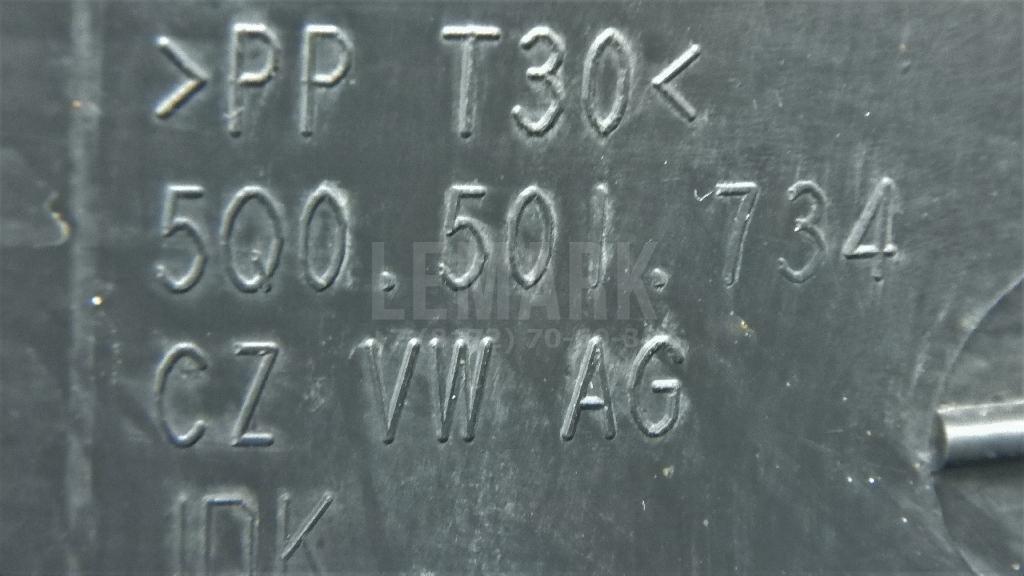 >PP T30<
5Q0.501.734
LEMARK
CZ VW AG